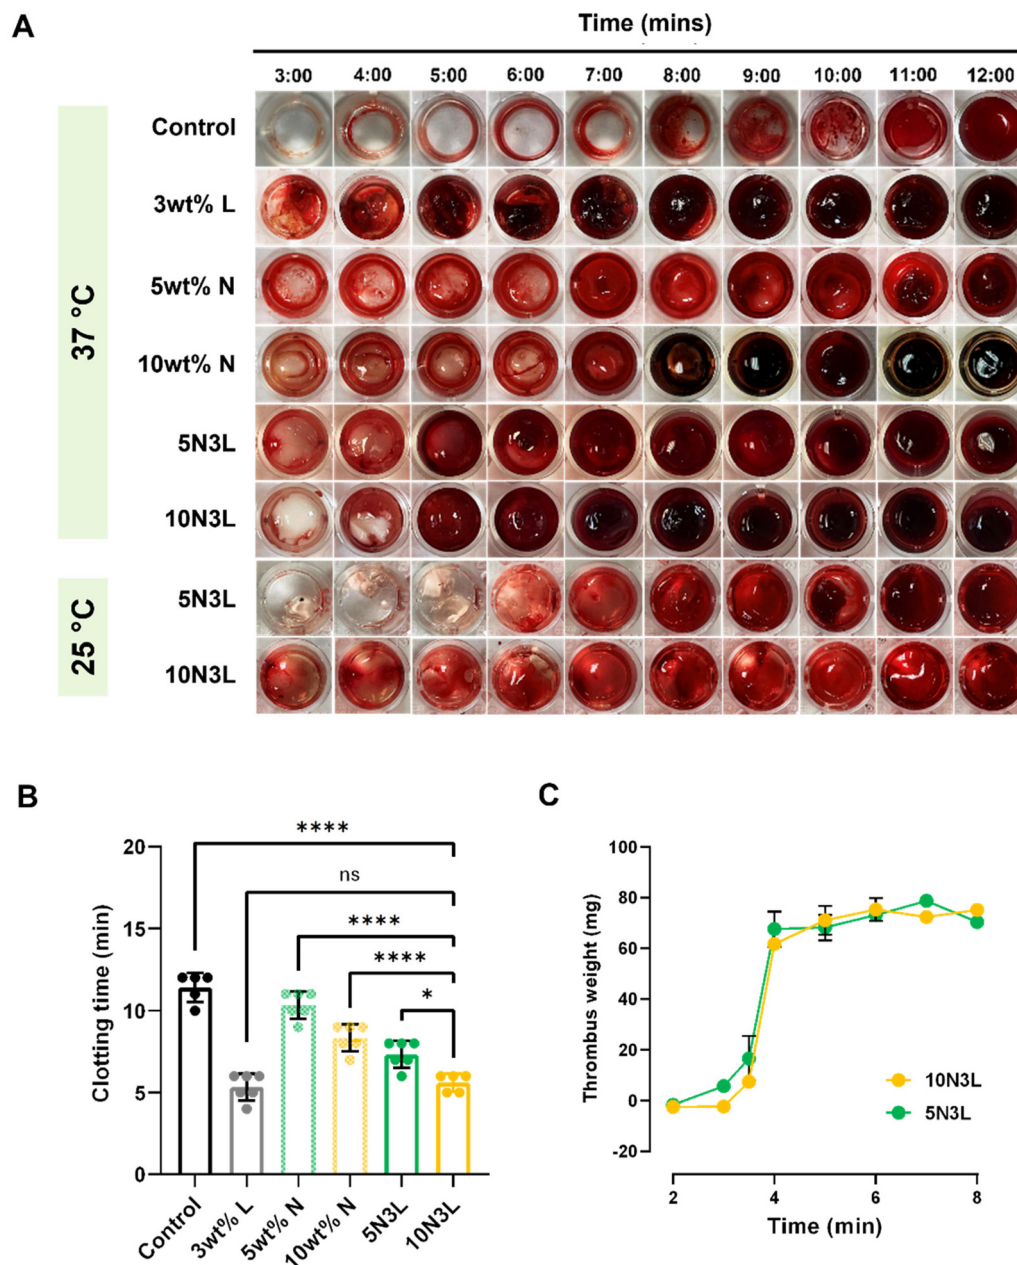 A
Time (mins)
3:00 4:00 5:00 6:00 7:00 8:00 9:00 10:00 11:00 12:00
37 °C
Control
3wt% L
5wt% N
10wt% N
5N3L
10N3L
25 °C
5N3L
10N3L
B
Clotting time (min)
20
15
10
5
0
****
ns
****
****
*
Control
3wt% L
5wt% N
10wt% N
5N3L
10N3L
C
Thrombus weight (mg)
100
80
60
40
20
0
-20
10N3L
5N3L
2 4 6 8
Time (min)